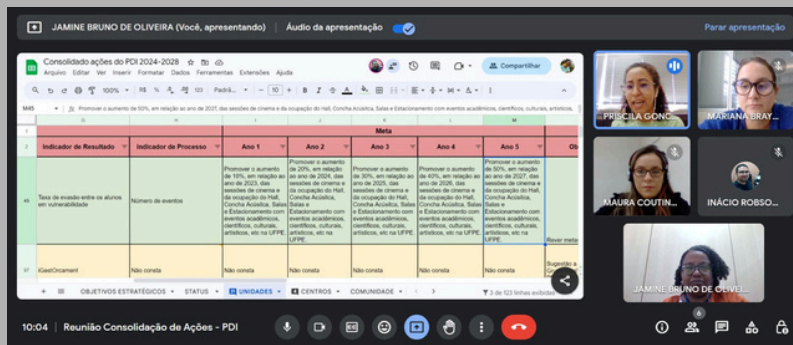 JAMINE BRUNO DE OLIVEIRA (Você, apresentando)
Áudio da apresentação
Parar apresentação
Consolidado ações do PDI 2024-2028
Arquivo Editar Ver Inserir Formatar Dados Ferramentas Extensões Ajuda
Compartilhar
100% R$ % .0 .00 123 Padrã... 10 B I A
M45 Promover o aumento de 50%, em relação ao ano de 2027, das sessões de cinema e da ocupação do Hall, Concha Acústica, Salas e Estacionamento com eventos acadêmicos, científicos, culturais, artísticos,
G H I J K L M
Meta
Indicador de Resultado Indicador de Processo Ano 1 Ano 2 Ano 3 Ano 4 Ano 5 Ob
Taxa de evasão entre os alunos
em vulnerabilidade
Número de eventos
Promover o aumento
de 10%, em relação
ao ano de 2023, das
sessões de cinema e
da ocupação do Hall,
Concha Acústica, Salas
e Estacionamento com
eventos acadêmicos,
científicos, culturais,
artísticos, etc na UFPE.
Promover o aumento
de 20%, em relação
ao ano de 2024, das
sessões de cinema e
da ocupação do Hall,
Concha Acústica,
Salas e
Estacionamento com
eventos acadêmicos,
científicos, culturais,
artísticos, etc na
UFPE.
Promover o aumento
de 30%, em relação
ao ano de 2025, das
sessões de cinema e
da ocupação do Hall,
Concha Acústica,
Salas e
Estacionamento com
eventos acadêmicos,
científicos, culturais,
artísticos, etc na
UFPE.
Promover o aumento
de 40%, em relação
ao ano de 2026, das
sessões de cinema e
da ocupação do Hall,
Concha Acústica,
Salas e
Estacionamento com
eventos acadêmicos,
científicos, culturais,
artísticos, etc na
UFPE.
Promover o aumento
de 50%, em relação
ao ano de 2027, das
sessões de cinema e
da ocupação do Hall,
Concha Acústica,
Salas e
Estacionamento com
eventos acadêmicos,
científicos, culturais,
artísticos, etc na
UFPE.
Rever meta
iGestOrcament Não consta Não consta Não consta Não consta Não consta Não consta
Sugestão a
OBJETIVOS ESTRATÉGICOS STATUS UNIDADES CENTROS COMUNIDADE 3 de 123 linhas exibidas
PRISCILA GONC...
MARIANA BRAY...
MAURA COUTIN...
INÁCIO ROBSO...
JAMINE BRUNO DE OLIVEI...
10:04 | Reunião Consolidação de Ações - PDI
6